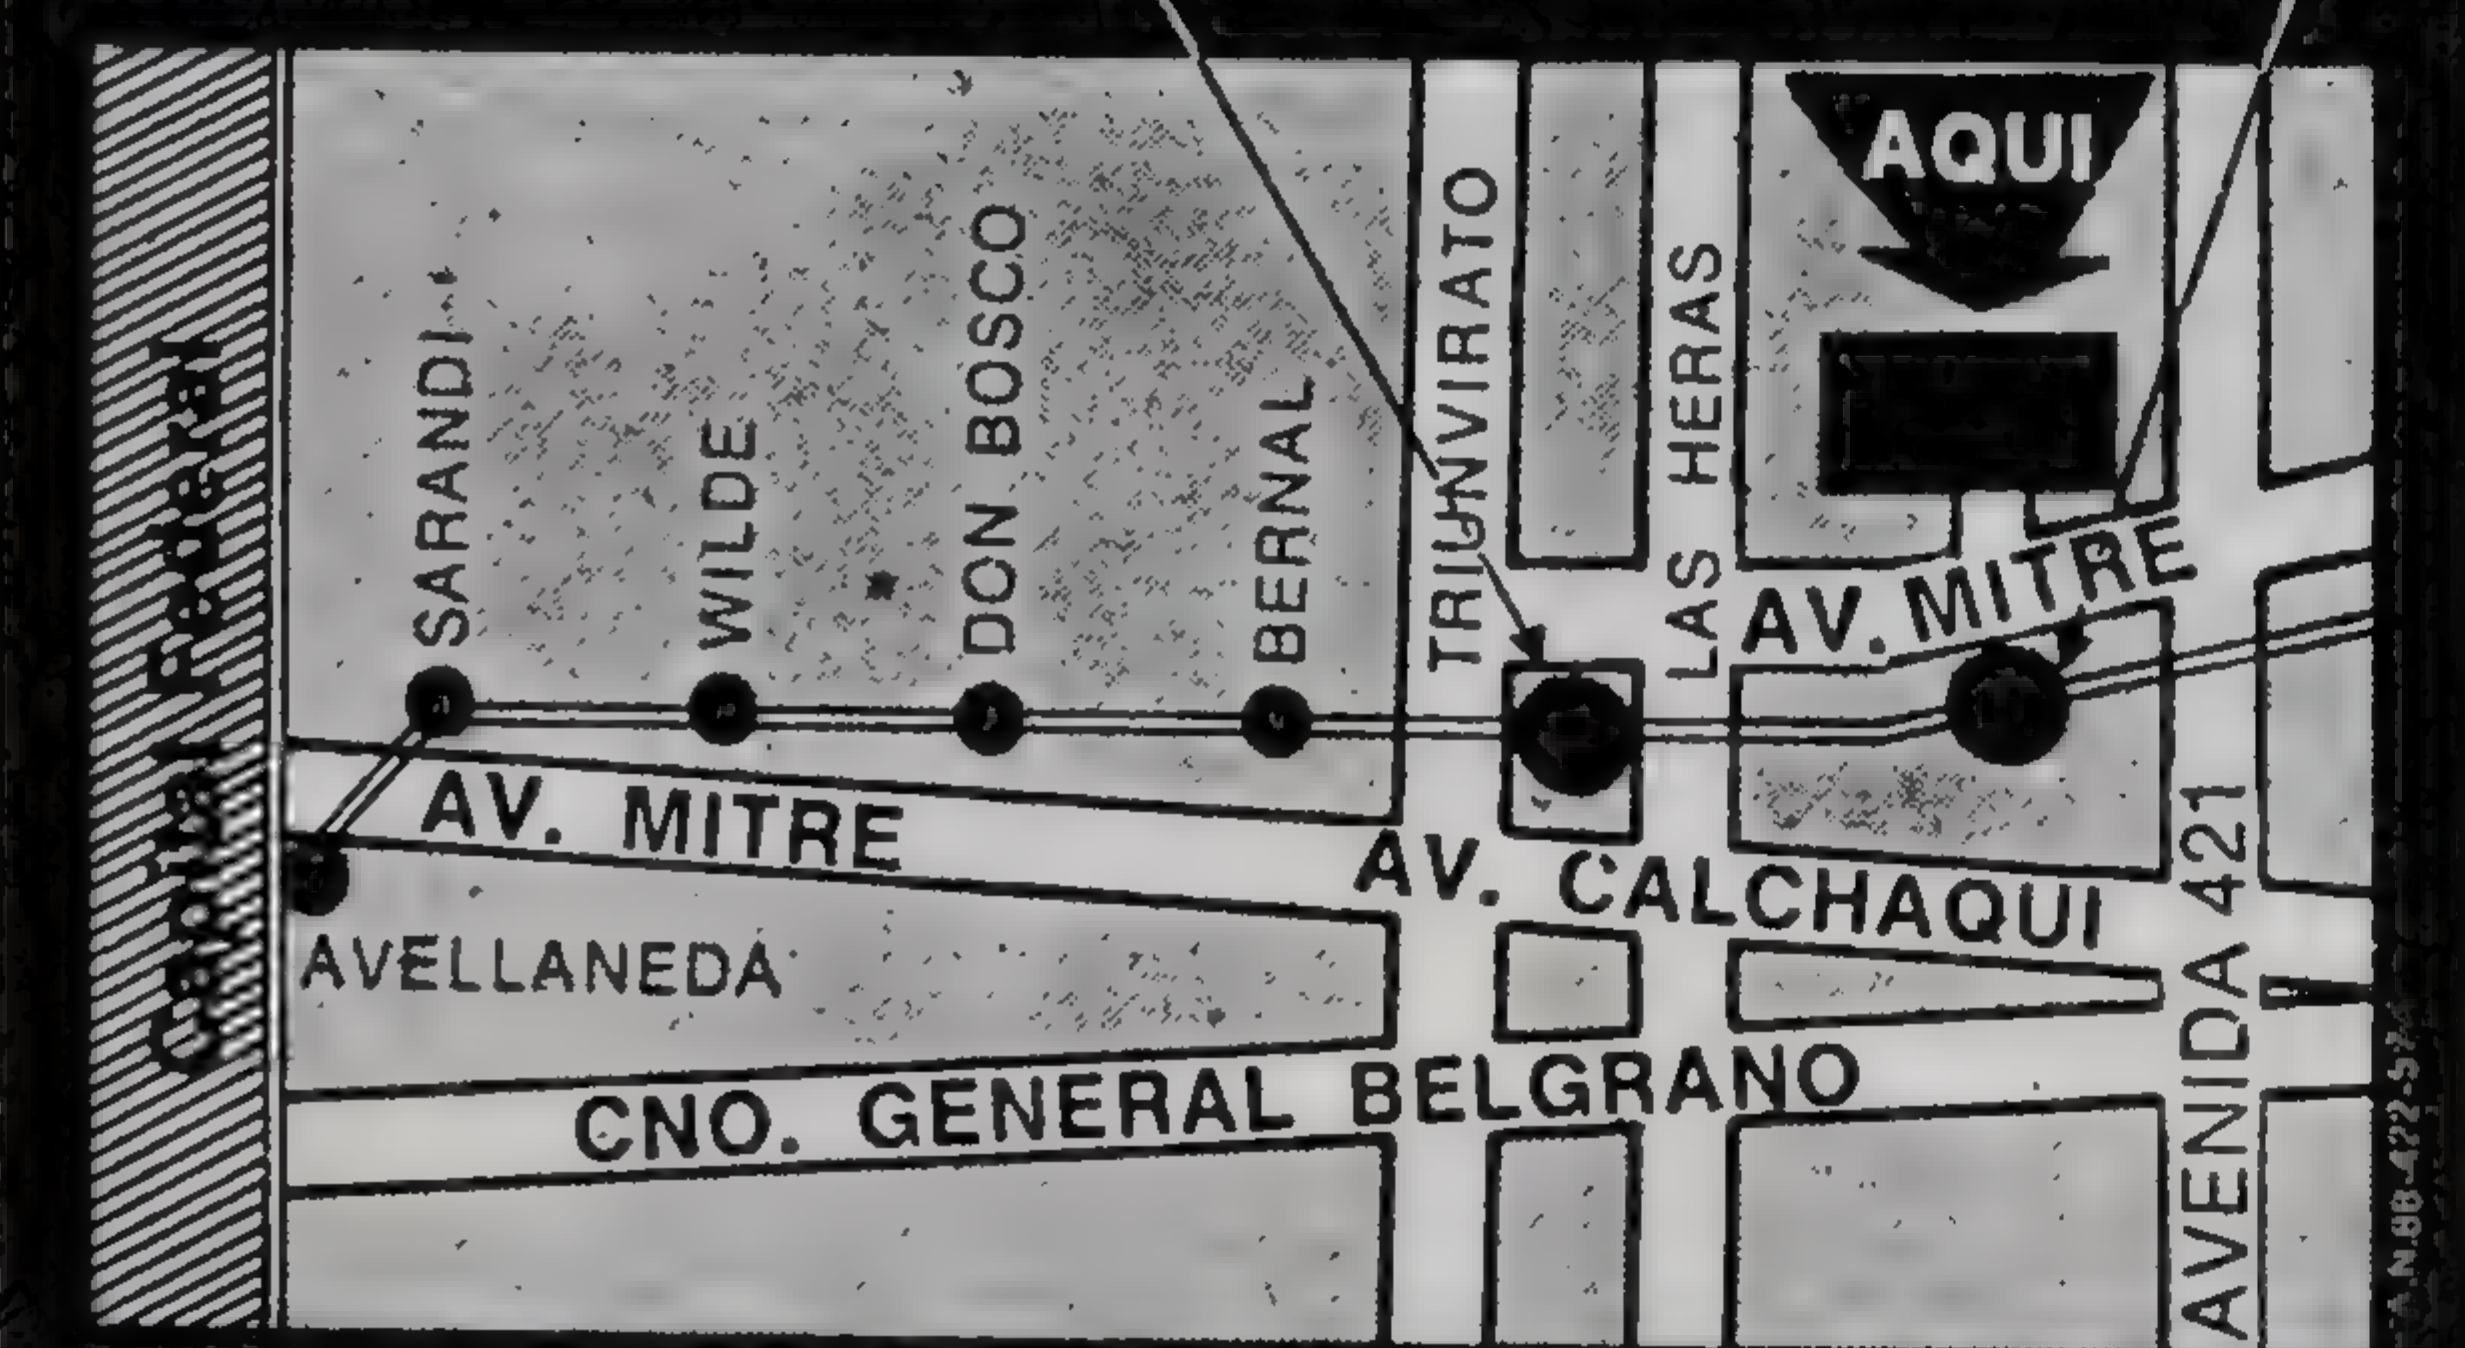 Capital Federal
SARANDI
WILDE
DON BOSCO
BERNAL
TRIUNVIRATO
LAS HERAS
AQUI
AV. MITRE
AV. MITRE
AVELLANEDA
AV. CALCHAQUI
CNO. GENERAL BELGRANO
AVENIDA 421